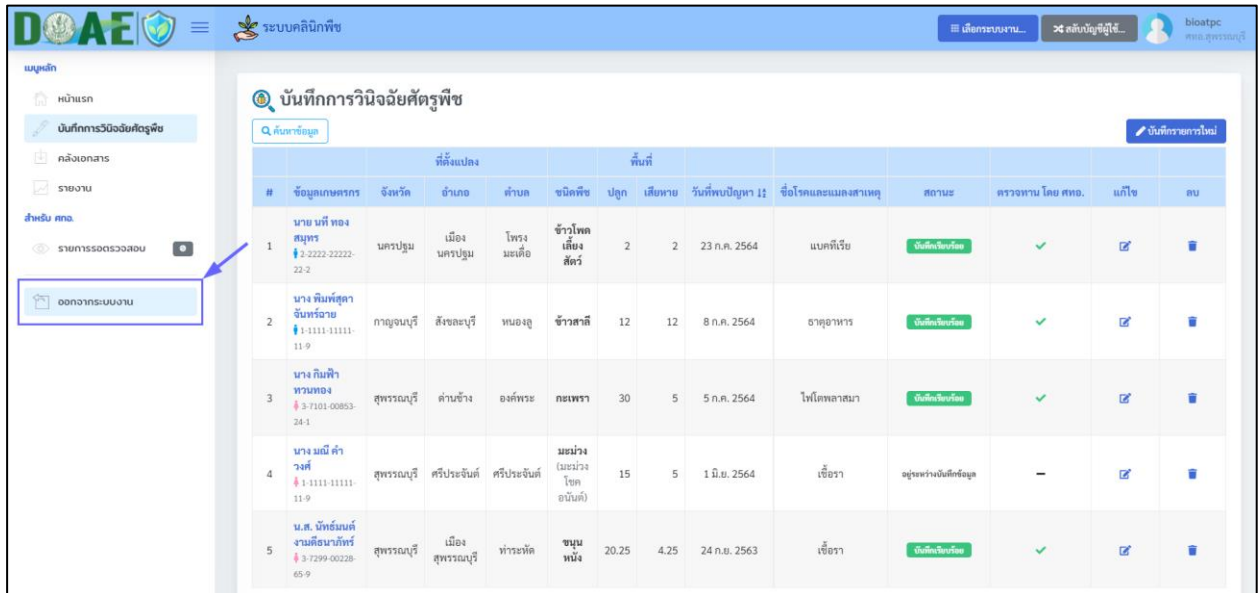 DOAE
ระบบคลินิกพืช
เลือกระบบงาน...
สลับบัญชีผู้ใช้...
bioatpc
ศทอ.สุพรรณบุรี
เมนูหลัก
หน้าแรก
บันทึกการวินิจฉัยศัตรูพืช
คลังเอกสาร
รายงาน
สำหรับ ศทอ.
รายการรอตรวจสอบ 0
ออกจากระบบงาน
บันทึกการวินิจฉัยศัตรูพืช
ค้นหาข้อมูล
บันทึกรายการใหม่
ที่ตั้งแปลง พื้นที่
# ข้อมูลเกษตรกร จังหวัด อำเภอ ตำบล ชนิดพืช ปลูก เสียหาย วันที่พบปัญหา ชื่อโรคและแมลงสาเหตุ สถานะ ตรวจทาน โดย ศทอ. แก้ไข ลบ
1
นาย นที ทอง
สมุทร
2-2222-22222-
22-2
นครปฐม
เมือง
นครปฐม
โพรง
มะเดื่อ
ข้าวโพด
เลี้ยง
สัตว์
2 2 23 ก.ค. 2564 แบคทีเรีย บันทึกเรียบร้อย
2
นาง พิมพ์สุดา
จันทร์ฉาย
1-1111-11111-
11-9
กาญจนบุรี สังขละบุรี หนองลู ข้าวสาลี 12 12 8 ก.ค. 2564 ธาตุอาหาร บันทึกเรียบร้อย
3
นาง กิมฟ้า
ทวนทอง
3-7101-00853-
24-1
สุพรรณบุรี ด่านช้าง องค์พระ กะเพรา 30 5 5 ก.ค. 2564 ไฟโตพลาสมา บันทึกเรียบร้อย
4
นาง มณี คำ
วงศ์
1-1111-11111-
11-9
สุพรรณบุรี ศรีประจันต์ ศรีประจันต์
มะม่วง
(มะม่วง
โชค
อนันต์)
15 5 1 มิ.ย. 2564 เชื้อรา อยู่ระหว่างบันทึกข้อมูล
5
น.ส. นัทธ์มนต์
งามดีธนาภัทร์
3-7299-00228-
65-9
สุพรรณบุรี
เมือง
สุพรรณบุรี
ท่าระหัด
ขนุน
หนัง
20.25 4.25 24 ก.ย. 2563 เชื้อรา บันทึกเรียบร้อย